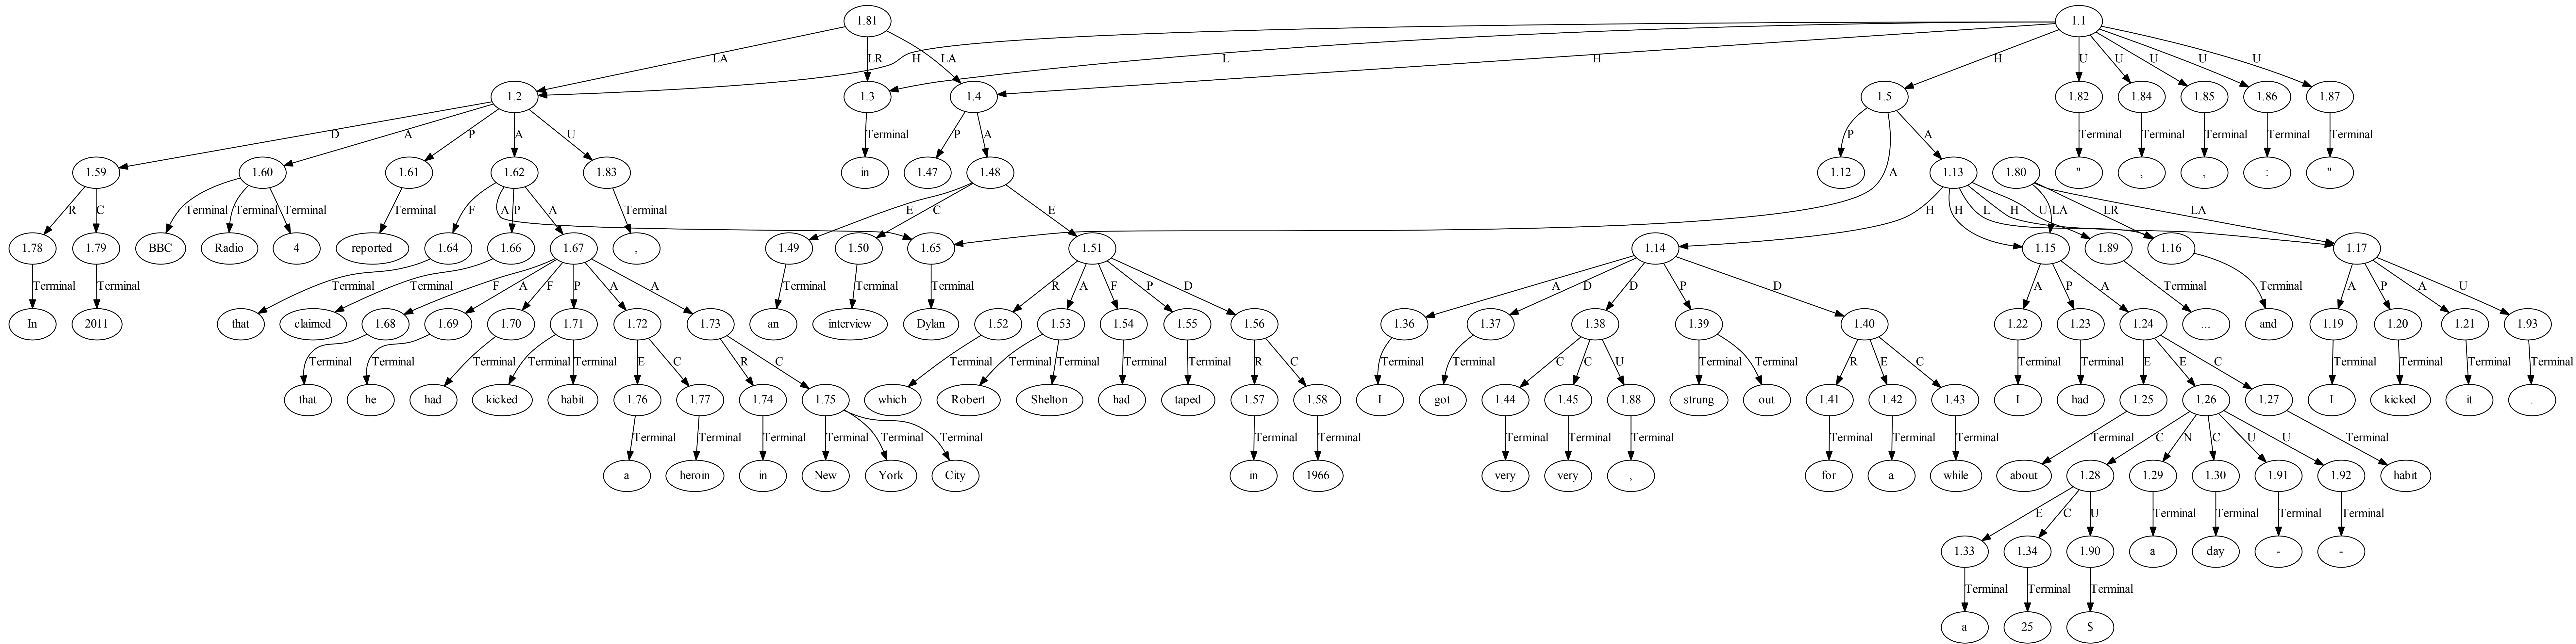 1.81 1.1
LA LR LA H L H H U U U U U
1.2 1.3 1.4 1.5 1.82 1.84 1.85 1.86 1.87
D A P A U Terminal P A P A A Terminal Terminal Terminal Terminal Terminal
1.59 1.60 1.61 1.62 1.83 in 1.47 1.48 1.12 1.13 1.80 " , , : "
R C Terminal Terminal Terminal Terminal F A P A Terminal E C E H H L H U LA LR LA
1.78 1.79 BBC Radio 4 reported 1.64 1.66 1.67 , 1.49 1.50 1.65 1.51 1.14 1.15 1.89 1.16 1.17
Terminal Terminal Terminal Terminal F A F P A A Terminal Terminal Terminal R A F P D A D D P D A P A Terminal Terminal A P A U
In 2011 that claimed 1.68 1.69 1.70 1.71 1.72 1.73 an interview Dylan 1.52 1.53 1.54 1.55 1.56 1.36 1.37 1.38 1.39 1.40 1.22 1.23 1.24 ... and 1.19 1.20 1.21 1.93
Terminal Terminal Terminal Terminal Terminal E C R C Terminal Terminal Terminal Terminal Terminal R C Terminal Terminal C C U Terminal Terminal R E C Terminal Terminal E E C Terminal Terminal Terminal Terminal
that he had kicked habit 1.76 1.77 1.74 1.75 which Robert Shelton had taped 1.57 1.58 I got 1.44 1.45 1.88 strung out 1.41 1.42 1.43 I had 1.25 1.26 1.27 I kicked it .
Terminal Terminal Terminal Terminal Terminal Terminal Terminal Terminal Terminal Terminal Terminal Terminal Terminal Terminal Terminal C N C U U Terminal
a heroin in New York City in 1966 very very , for a while about 1.28 1.29 1.30 1.91 1.92 habit
E C U Terminal Terminal Terminal Terminal
1.33 1.34 1.90 a day - -
Terminal Terminal Terminal
a 25 $